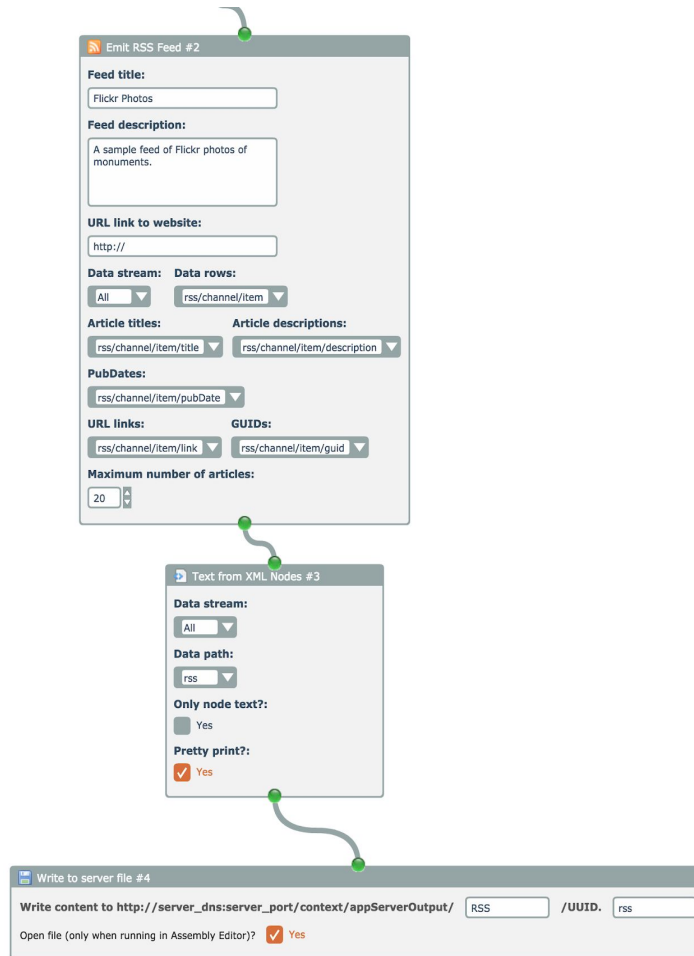 Emit RSS Feed #2
Feed title:
Flickr Photos
Feed description:
A sample feed of Flickr photos of
monuments.
URL link to website:
http://
Data stream: Data rows:
All rss/channel/item
Article titles: Article descriptions:
rss/channel/item/title rss/channel/item/description
PubDates:
rss/channel/item/pubDate
URL links: GUIDs:
rss/channel/item/link rss/channel/item/guid
Maximum number of articles:
20
Text from XML Nodes #3
Data stream:
All
Data path:
rss
Only node text?:
Yes
Pretty print?:
Yes
Write to server file #4
Write content to http://server_dns:server_port/context/appServerOutput/ RSS /UUID. rss
Open file (only when running in Assembly Editor)? Yes